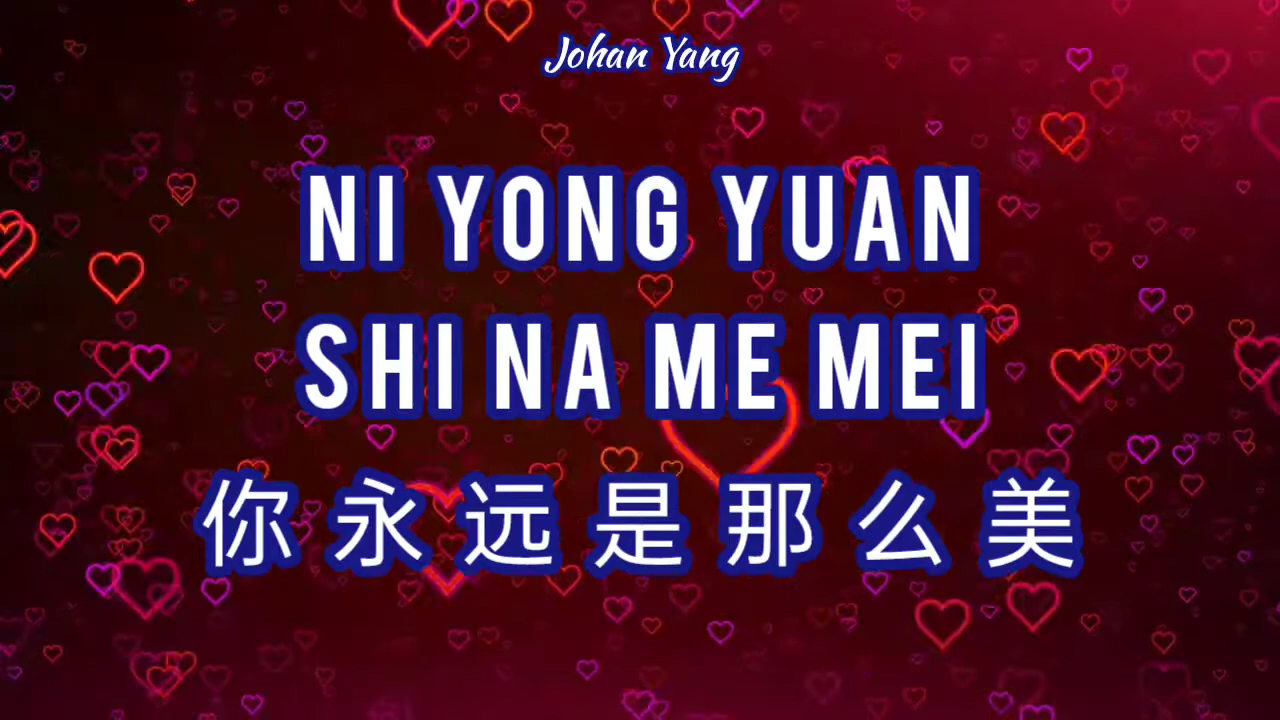 Johan Yang
NI YONG YUAN
SHI NA ME MEI
你永远是那么美